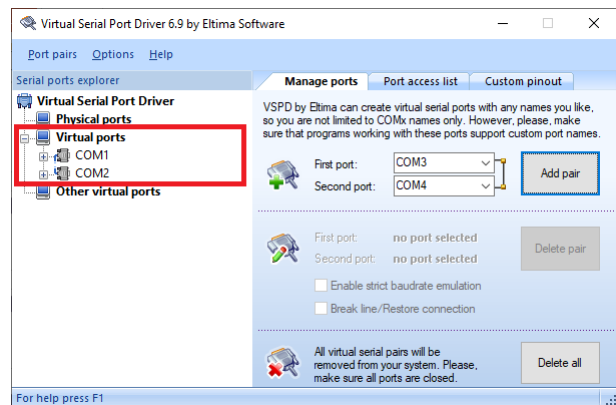 Virtual Serial Port Driver 6.9 by Eltima Software
Port pairs Options Help
Serial ports explorer
Virtual Serial Port Driver
Physical ports
Virtual ports
COM1
COM2
Other virtual ports
Manage ports Port access list Custom pinout
VSPD by Eltima can create virtual serial ports with any names you like,
so you are not limited to COMx names only. However, please, make
sure that programs working with these ports support custom port names.
First port: COM3
Second port: COM4
Add pair
First port: no port selected
Second port: no port selected
Delete pair
Enable strict baudrate emulation
Break line/Restore connection
All virtual serial pairs will be
removed from your system. Please,
make sure all ports are closed.
Delete all
For help press F1